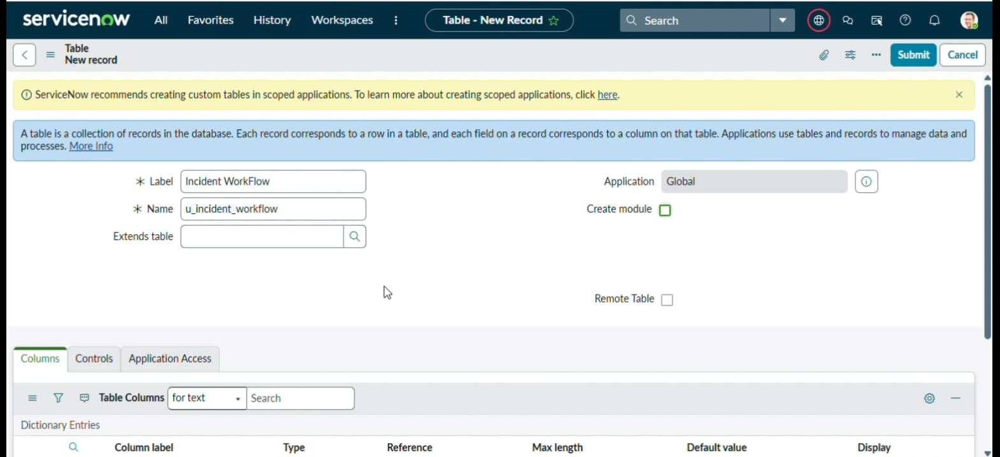 servicenow All Favorites History Workspaces Table - New Record Search
Table
New record
Submit Cancel
ServiceNow recommends creating custom tables in scoped applications. To learn more about creating scoped applications, click here.
A table is a collection of records in the database. Each record corresponds to a row in a table, and each field on a record corresponds to a column on that table. Applications use tables and records to manage data and
processes. More Info
* Label Incident WorkFlow Application Global
* Name u_incident_workflow Create module
Extends table
Remote Table
Columns Controls Application Access
Table Columns for text Search
Dictionary Entries
Column label Type Reference Max length Default value Display